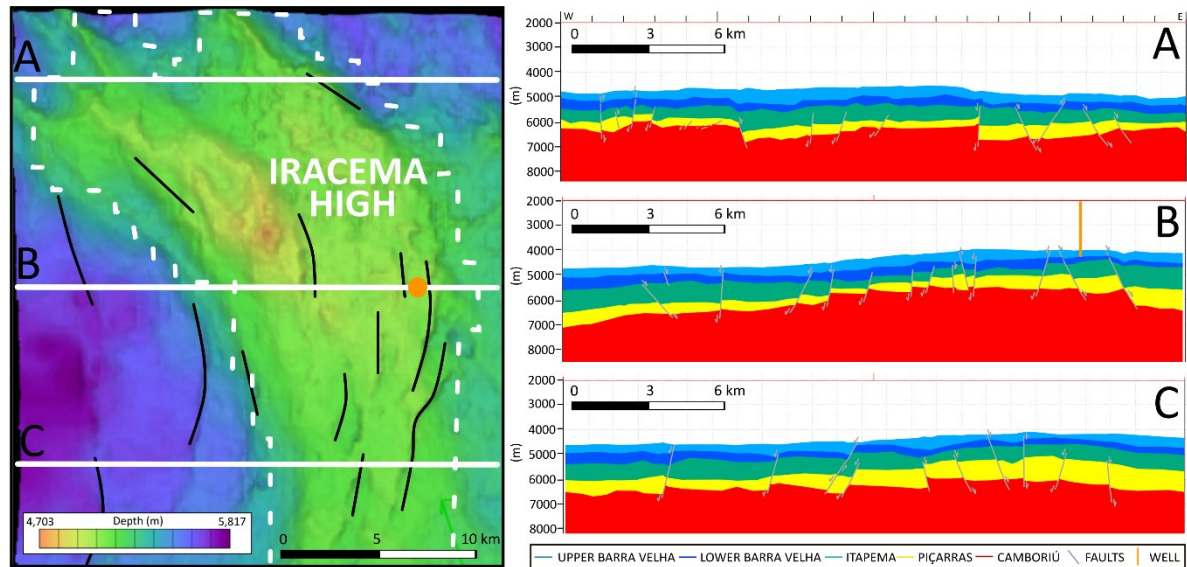 A
IRACEMA
HIGH
B
C
4,703 Depth (m) 5,817
0 5 10 km
W E
2000
3000
4000
5000
6000
7000
8000
(m)
0 3 6 km
A
2000
3000
4000
5000
6000
7000
8000
(m)
0 3 6 km
B
2000
3000
4000
5000
6000
7000
8000
(m)
0 3 6 km
C
UPPER BARRA VELHA LOWER BARRA VELHA ITAPEMA PIÇARRAS CAMBORIÚ FAULTS WELL